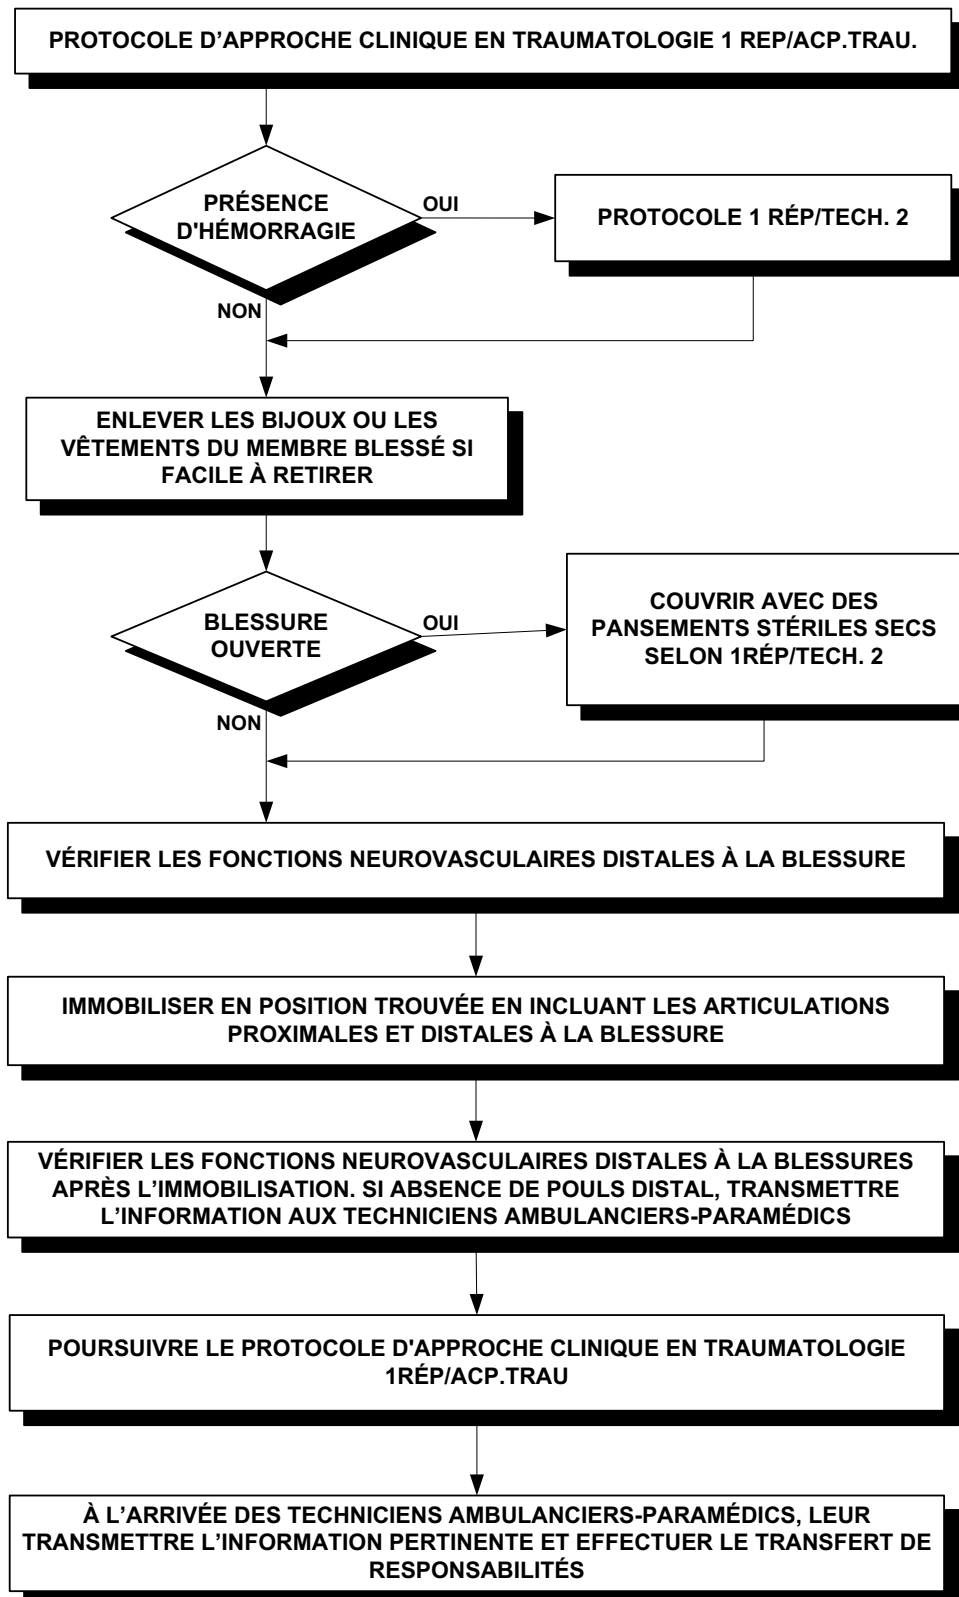 PROTOCOLE D'APPROCHE CLINIQUE EN TRAUMATOLOGIE 1 REP/ACP.TRAU.
PRÉSENCE
D'HÉMORRAGIE
OUI
PROTOCOLE 1 RÉP/TECH. 2
NON
ENLEVER LES BIJOUX OU LES
VÊTEMENTS DU MEMBRE BLESSÉ SI
FACILE À RETIRER
BLESSURE
OUVERTE
OUI
COUVRIR AVEC DES
PANSEMENTS STÉRILES SECS
SELON 1RÉP/TECH. 2
NON
VÉRIFIER LES FONCTIONS NEUROVASCULAIRES DISTALES À LA BLESSURE
IMMOBILISER EN POSITION TROUVÉE EN INCLUANT LES ARTICULATIONS
PROXIMALES ET DISTALES À LA BLESSURE
VÉRIFIER LES FONCTIONS NEUROVASCULAIRES DISTALES À LA BLESSURES
APRÈS L'IMMOBILISATION. SI ABSENCE DE POULS DISTAL, TRANSMETTRE
L'INFORMATION AUX TECHNICIENS AMBULANCIERS-PARAMÉDICS
POURSUIVRE LE PROTOCOLE D'APPROCHE CLINIQUE EN TRAUMATOLOGIE
1RÉP/ACP.TRAU
À L'ARRIVÉE DES TECHNICIENS AMBULANCIERS-PARAMÉDICS, LEUR
TRANSMETTRE L'INFORMATION PERTINENTE ET EFFECTUER LE TRANSFERT DE
RESPONSABILITÉS